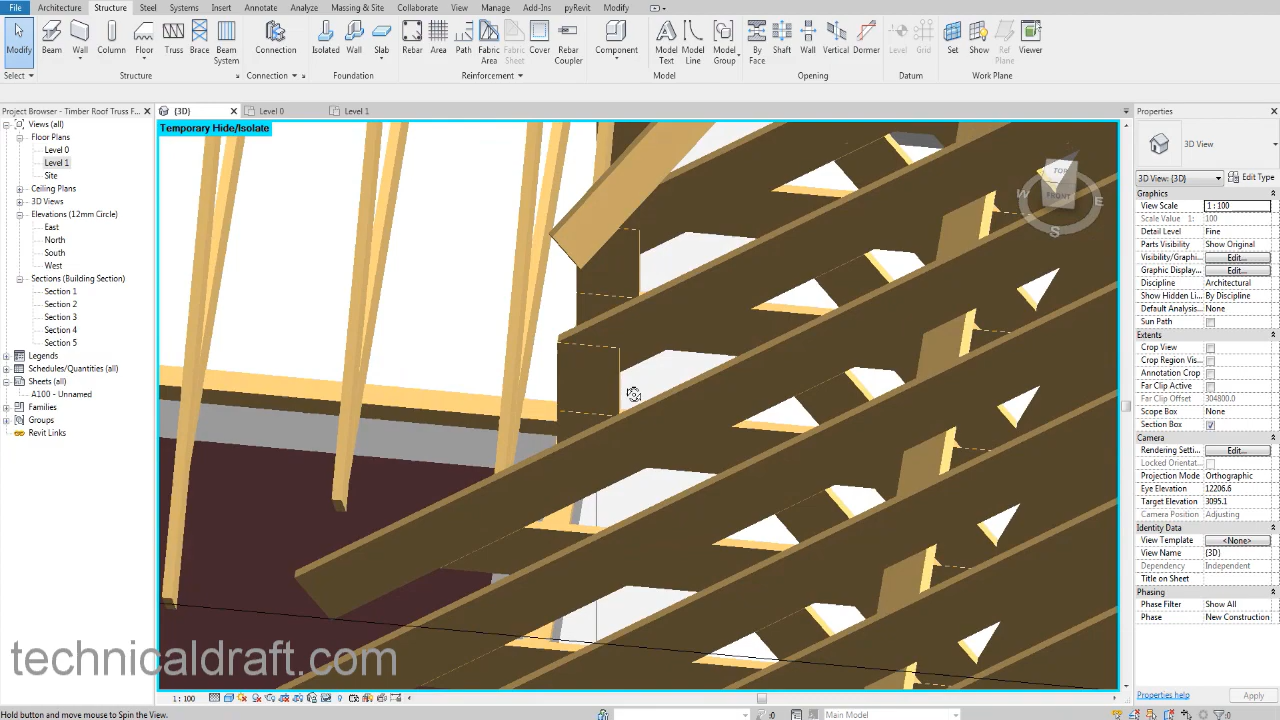 File Architecture Structure Steel Systems Insert Annotate Analyze Massing & Site Collaborate View Manage Add-Ins pyRevit Modify
Modify Beam Wall Column Floor Truss Brace Beam System Connection Isolated Wall Slab Rebar Area Path Fabric Area Fabric Sheet Cover Rebar Coupler Component Model Text Model Line Model Group By Face Shaft Wall Vertical Dormer Level Grid Set Show Ref Plane Viewer
Select Structure Connection Foundation Reinforcement Model Opening Datum Work Plane
Project Browser - Timber Roof Truss F...
{3D} Level 0 Level 1
Properties
Views (all)
Floor Plans
Level 0
Level 1
Site
Ceiling Plans
3D Views
Elevations (12mm Circle)
East
North
South
West
Sections (Building Section)
Section 1
Section 2
Section 3
Section 4
Section 5
Legends
Schedules/Quantities (all)
Sheets (all)
A100 - Unnamed
Families
Groups
Revit Links
Temporary Hide/Isolate
TOP
FRONT
W
E
S
3D View
3D View: {3D} Edit Type
Graphics
View Scale 1 : 100
Scale Value 1: 100
Detail Level Fine
Parts Visibility Show Original
Visibility/Graphi... Edit...
Graphic Display... Edit...
Discipline Architectural
Show Hidden Li... By Discipline
Default Analysis... None
Sun Path
Extents
Crop View
Crop Region Vis...
Annotation Crop
Far Clip Active
Far Clip Offset 304800.0
Scope Box None
Section Box
Camera
Rendering Setti... Edit...
Locked Orientat...
Projection Mode Orthographic
Eye Elevation 12206.6
Target Elevation 3095.1
Camera Position Adjusting
Identity Data
View Template <None>
View Name {3D}
Dependency Independent
Title on Sheet
Phasing
Phase Filter Show All
Phase New Construction
Properties help Apply
technicaldraft.com
1 : 100
Hold button and move mouse to Spin the View.
:0 Main Model :0